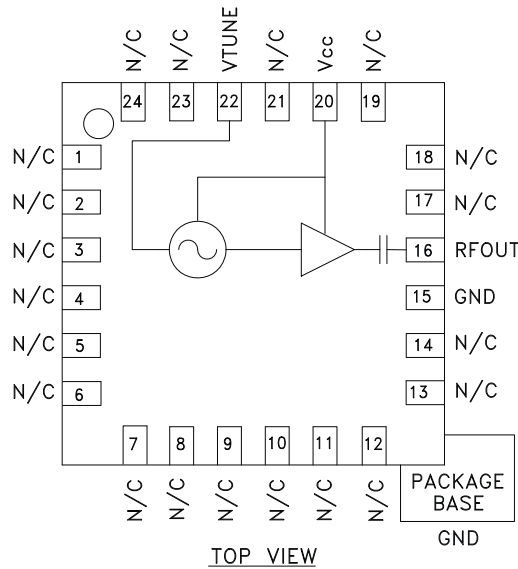 N/C
N/C
VTUNE
N/C
Vcc
N/C
24
23
22
21
20
19
N/C 1
N/C 2
N/C 3
N/C 4
N/C 5
N/C 6
18 N/C
17 N/C
16 RFOUT
15 GND
14 N/C
13 N/C
7
8
9
10
11
12
N/C
N/C
N/C
N/C
N/C
N/C
PACKAGE
BASE
GND
TOP VIEW